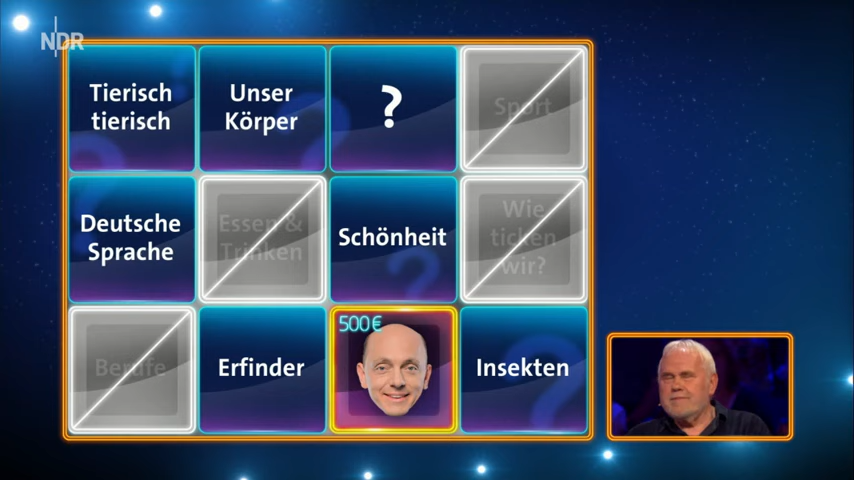 NDR
Tierisch
tierisch
Unser
Körper
?
Sport
Deutsche
Sprache
Essen &
Trinken
Schönheit
Wie
ticken
wir?
Berufe
Erfinder
500€
Insekten